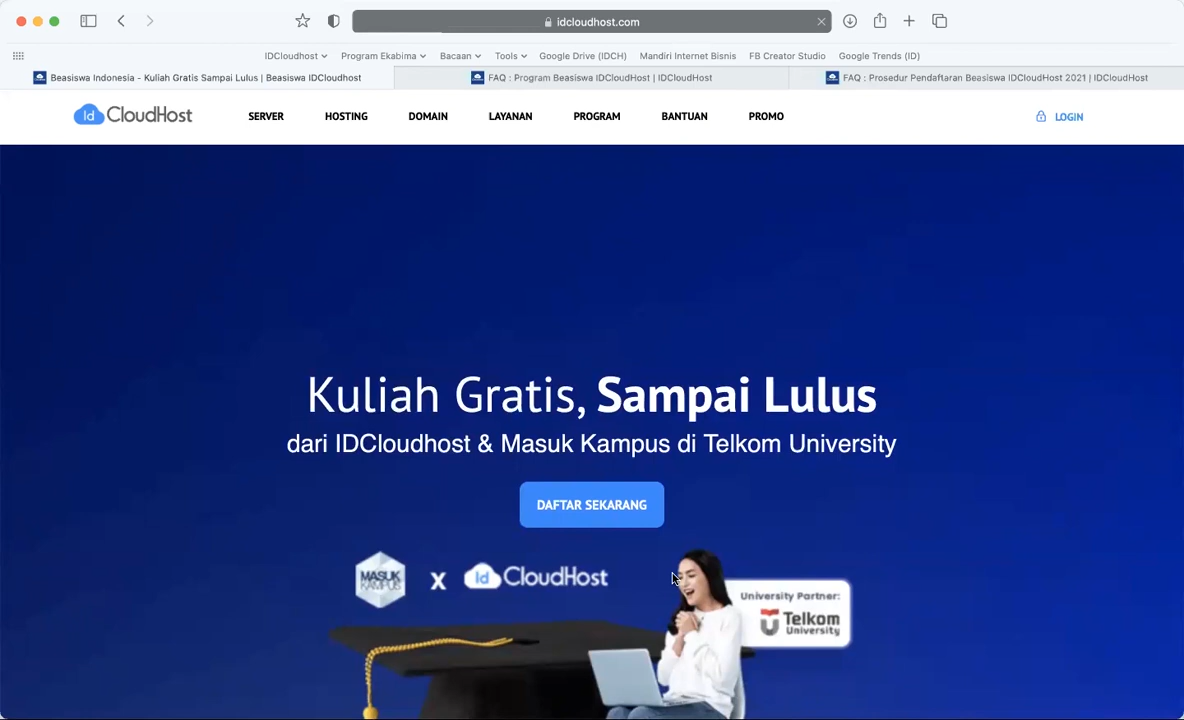 idcloudhost.com
IDCloudhost Program Ekabima Bacaan Tools Google Drive (IDCH) Mandiri Internet Bisnis FB Creator Studio Google Trends (ID)
Beasiswa Indonesia - Kuliah Gratis Sampai Lulus | Beasiswa IDCloudhost FAQ : Program Beasiswa IDCloudHost | IDCloudHost FAQ : Prosedur Pendaftaran Beasiswa IDCloudHost 2021 | IDCloudHost
Id CloudHost SERVER HOSTING DOMAIN LAYANAN PROGRAM BANTUAN PROMO LOGIN
Kuliah Gratis, Sampai Lulus
dari IDCloudhost & Masuk Kampus di Telkom University
DAFTAR SEKARANG
MASUK KAMPUS X Id CloudHost
University Partner:
Telkom
University